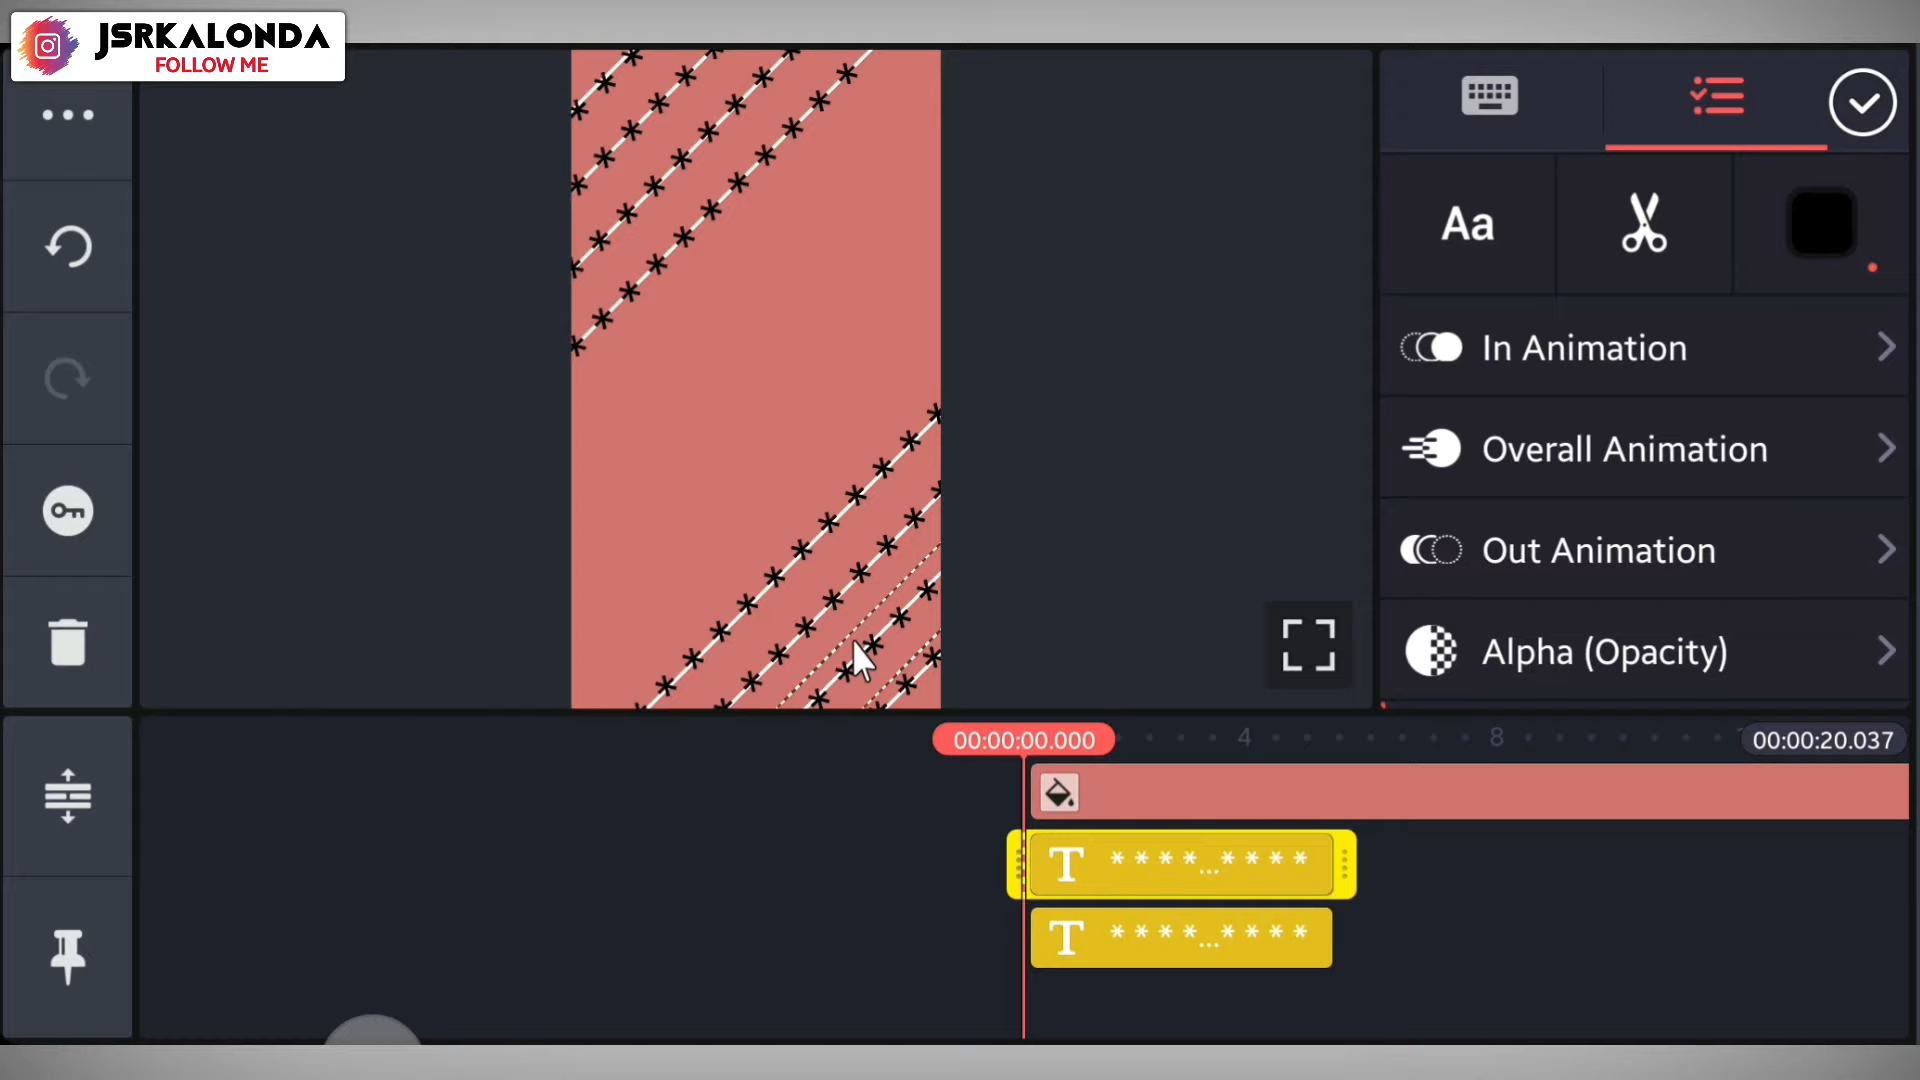 JSRKALONDA
FOLLOW ME
Aa
In Animation
Overall Animation
Out Animation
Alpha (Opacity)
00:00:00.000
4
8
00:00:20.037
T * * * * ... * * * *
T * * * * ... * * * *